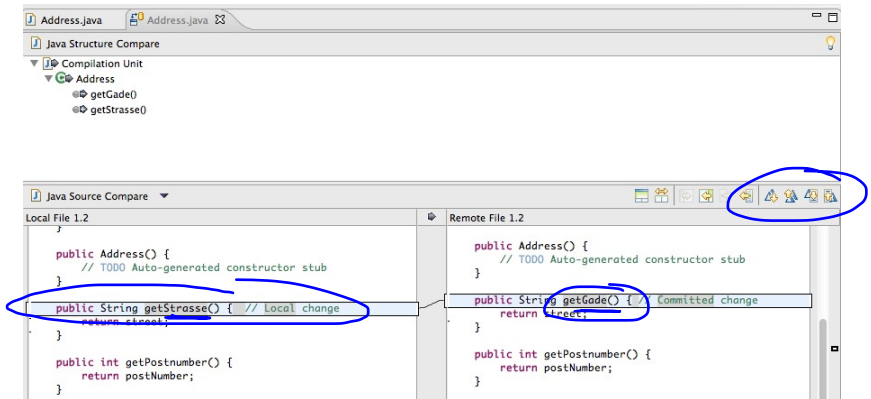 Address.java Address.java
Java Structure Compare
Compilation Unit
Address
getGade()
getStrasse()
Java Source Compare
Local File 1.2
}
public Address() {
// TODO Auto-generated constructor stub
}
public String getStrasse() { // Local change
return street;
}
public int getPostnumber() {
return postNumber;
}
Remote File 1.2
public Address() {
// TODO Auto-generated constructor stub
}
public String getGade() { // Committed change
return street;
}
public int getPostnumber() {
return postNumber;
}